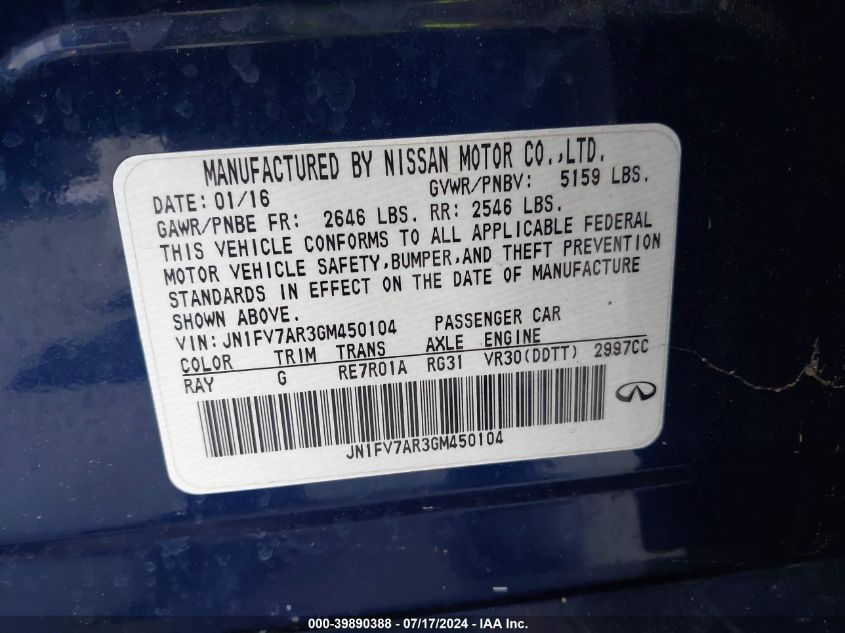 MANUFACTURED BY NISSAN MOTOR CO.,LTD.
DATE: 01/16 GVWR/PNBV: 5159 LBS.
GAWR/PNBE FR: 2646 LBS. RR: 2546 LBS.
THIS VEHICLE CONFORMS TO ALL APPLICABLE FEDERAL
MOTOR VEHICLE SAFETY,BUMPER,AND THEFT PREVENTION
STANDARDS IN EFFECT ON THE DATE OF MANUFACTURE
SHOWN ABOVE.
VIN: JN1FV7AR3GM450104 PASSENGER CAR
COLOR TRIM TRANS AXLE ENGINE
RAY G RE7R01A RG31 VR30(DDTT) 2997CC
JN1FV7AR3GM450104
000-39890388 - 07/17/2024 - IAA, Inc.